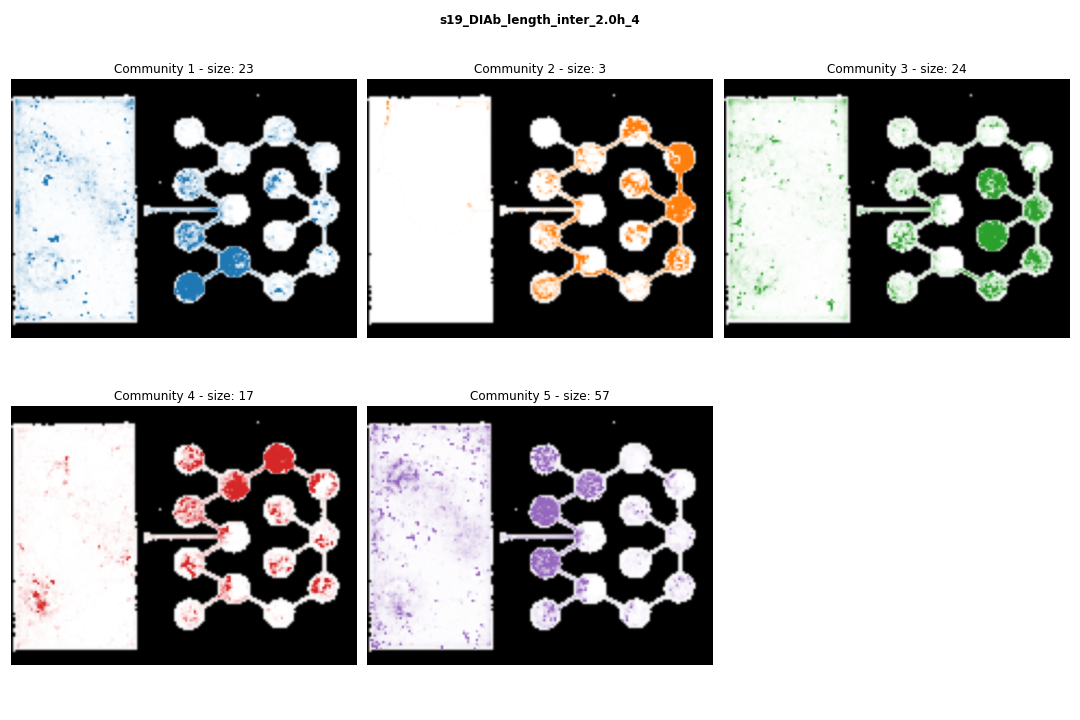 s19_DIAb_length_inter_2.0h_4
Community 1 - size: 23
Community 2 - size: 3
Community 3 - size: 24
Community 4 - size: 17
Community 5 - size: 57